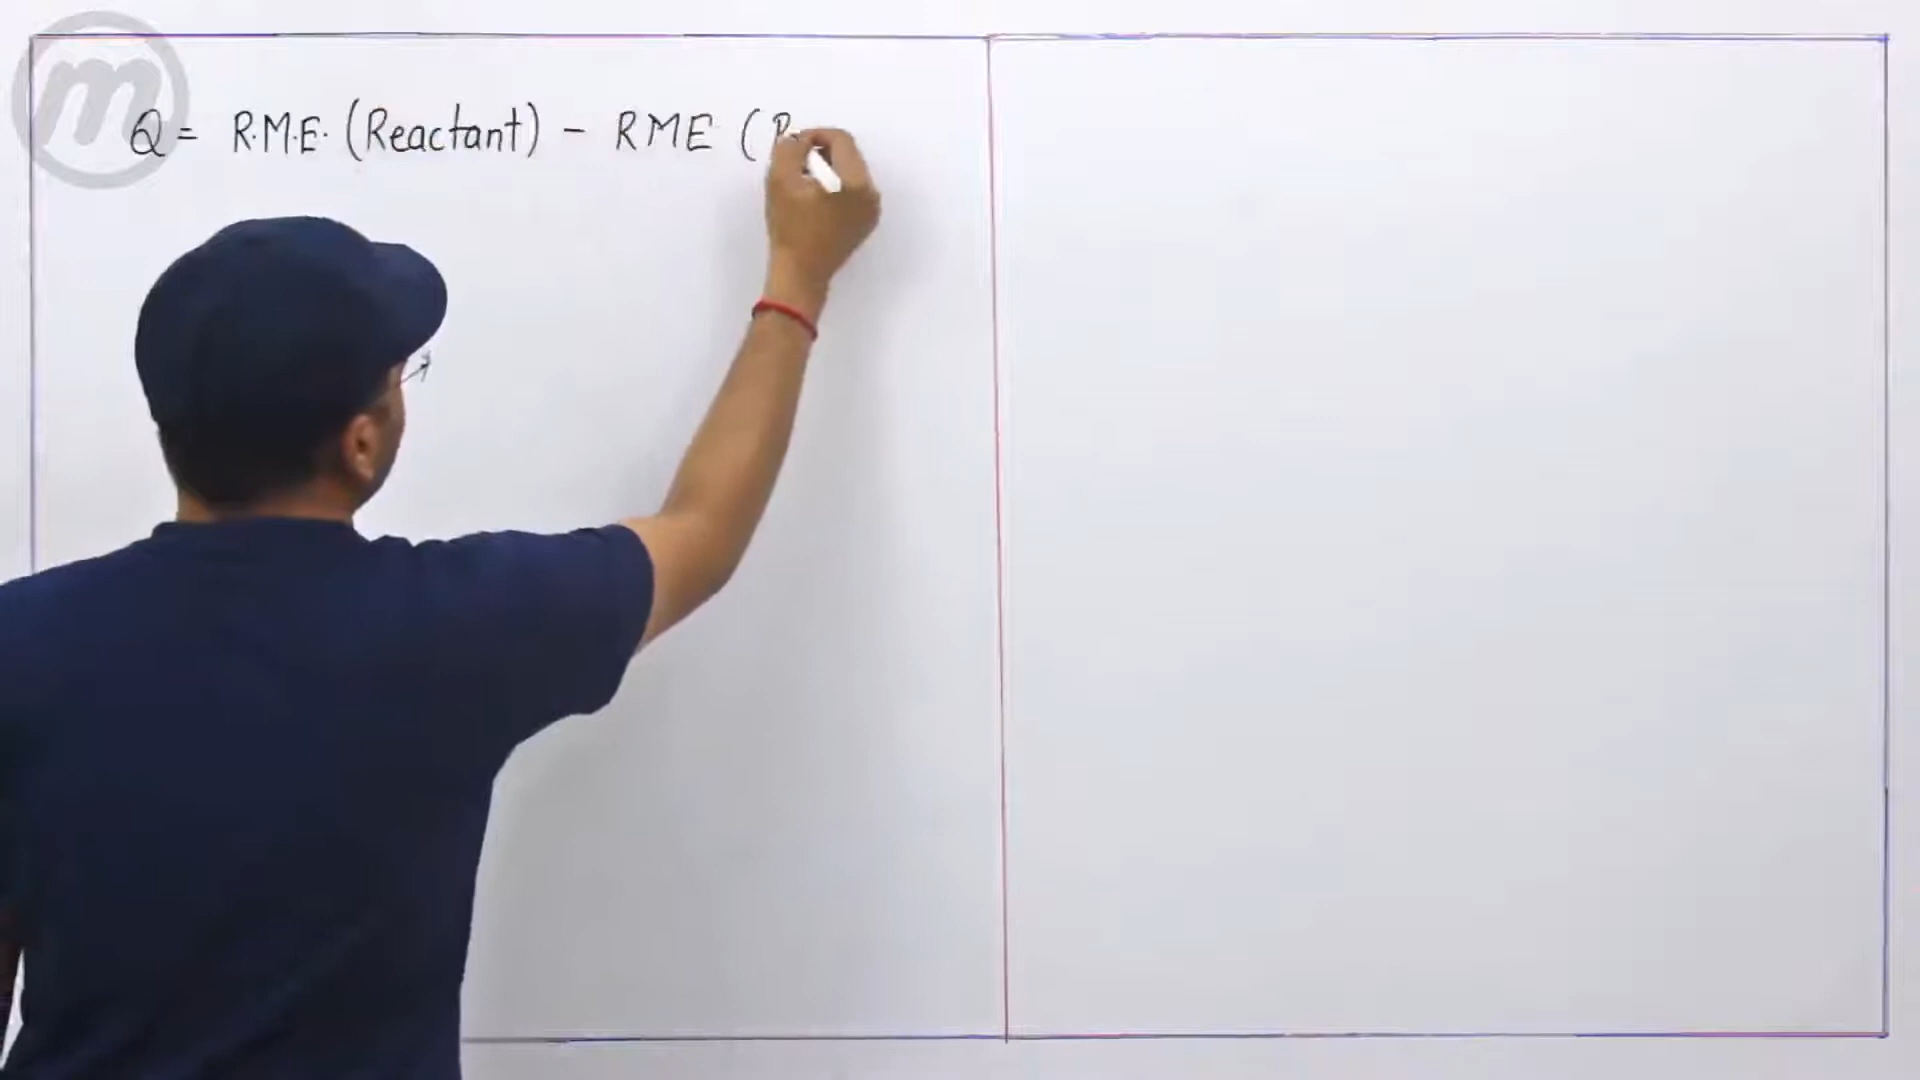 m
Q = R.M.E. (Reactant) - RME (